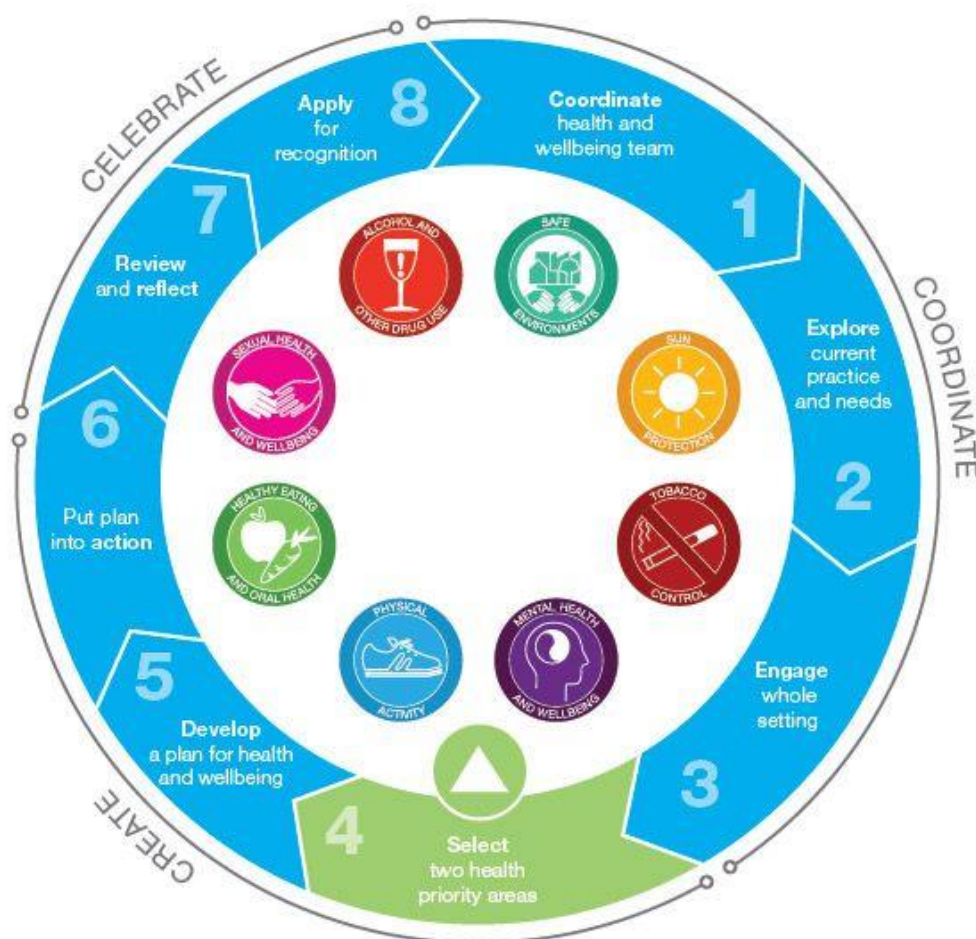 CELEBRATE
COORDINATE
CREATE
Coordinate
health and
wellbeing team
1
Explore
current
practice
and needs
2
Engage
whole
setting
3
4
Select
two health
priority areas
5
Develop
a plan for health
and wellbeing
6
Put plan
into action
7
Review
and reflect
8
Apply
for
recognition
ALCOHOL AND
OTHER DRUG USE
SAFE
ENVIRONMENTS
SUN
PROTECTION
TOBACCO
CONTROL
MENTAL HEALTH
AND WELLBEING
PHYSICAL
ACTIVITY
HEALTHY EATING
AND ORAL HEALTH
SEXUAL HEALTH
AND WELLBEING